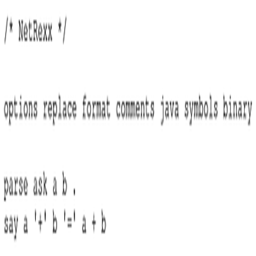 /* NetRexx */
options replace format comments java symbols binary
parse ask a b .
say a '+' b '=' a + b